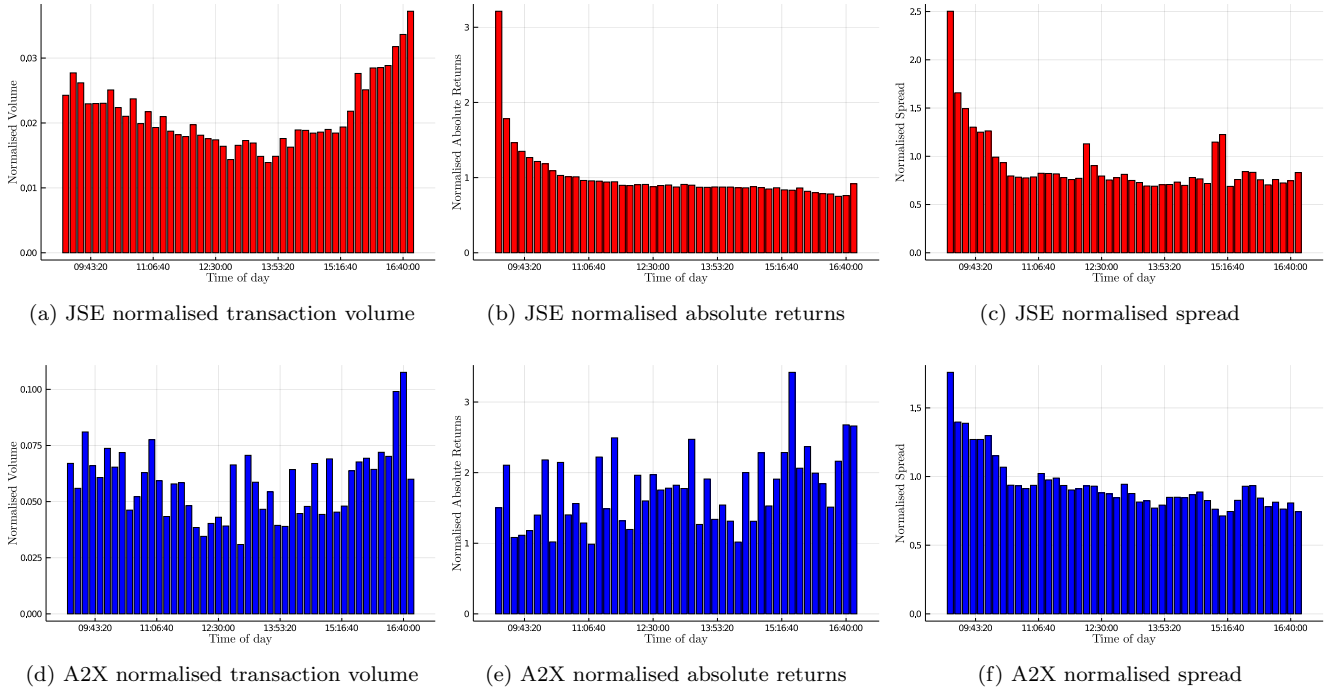 Normalised Volume
0.03
0.02
0.01
0.00
09:43:20 11:06:40 12:30:00 13:53:20 15:16:40 16:40:00
Time of day
(a) JSE normalised transaction volume
Normalised Absolute Returns
3
2
1
0
09:43:20 11:06:40 12:30:00 13:53:20 15:16:40 16:40:00
Time of day
(b) JSE normalised absolute returns
Normalised Spread
2.5
2.0
1.5
1.0
0.5
0.0
09:43:20 11:06:40 12:30:00 13:53:20 15:16:40 16:40:00
Time of day
(c) JSE normalised spread
Normalised Volume
0.100
0.075
0.050
0.025
0.000
09:43:20 11:06:40 12:30:00 13:53:20 15:16:40 16:40:00
Time of day
(d) A2X normalised transaction volume
Normalised Absolute Returns
3
2
1
0
09:43:20 11:06:40 12:30:00 13:53:20 15:16:40 16:40:00
Time of day
(e) A2X normalised absolute returns
Normalised Spread
1.5
1.0
0.5
0.0
09:43:20 11:06:40 12:30:00 13:53:20 15:16:40 16:40:00
Time of day
(f) A2X normalised spread